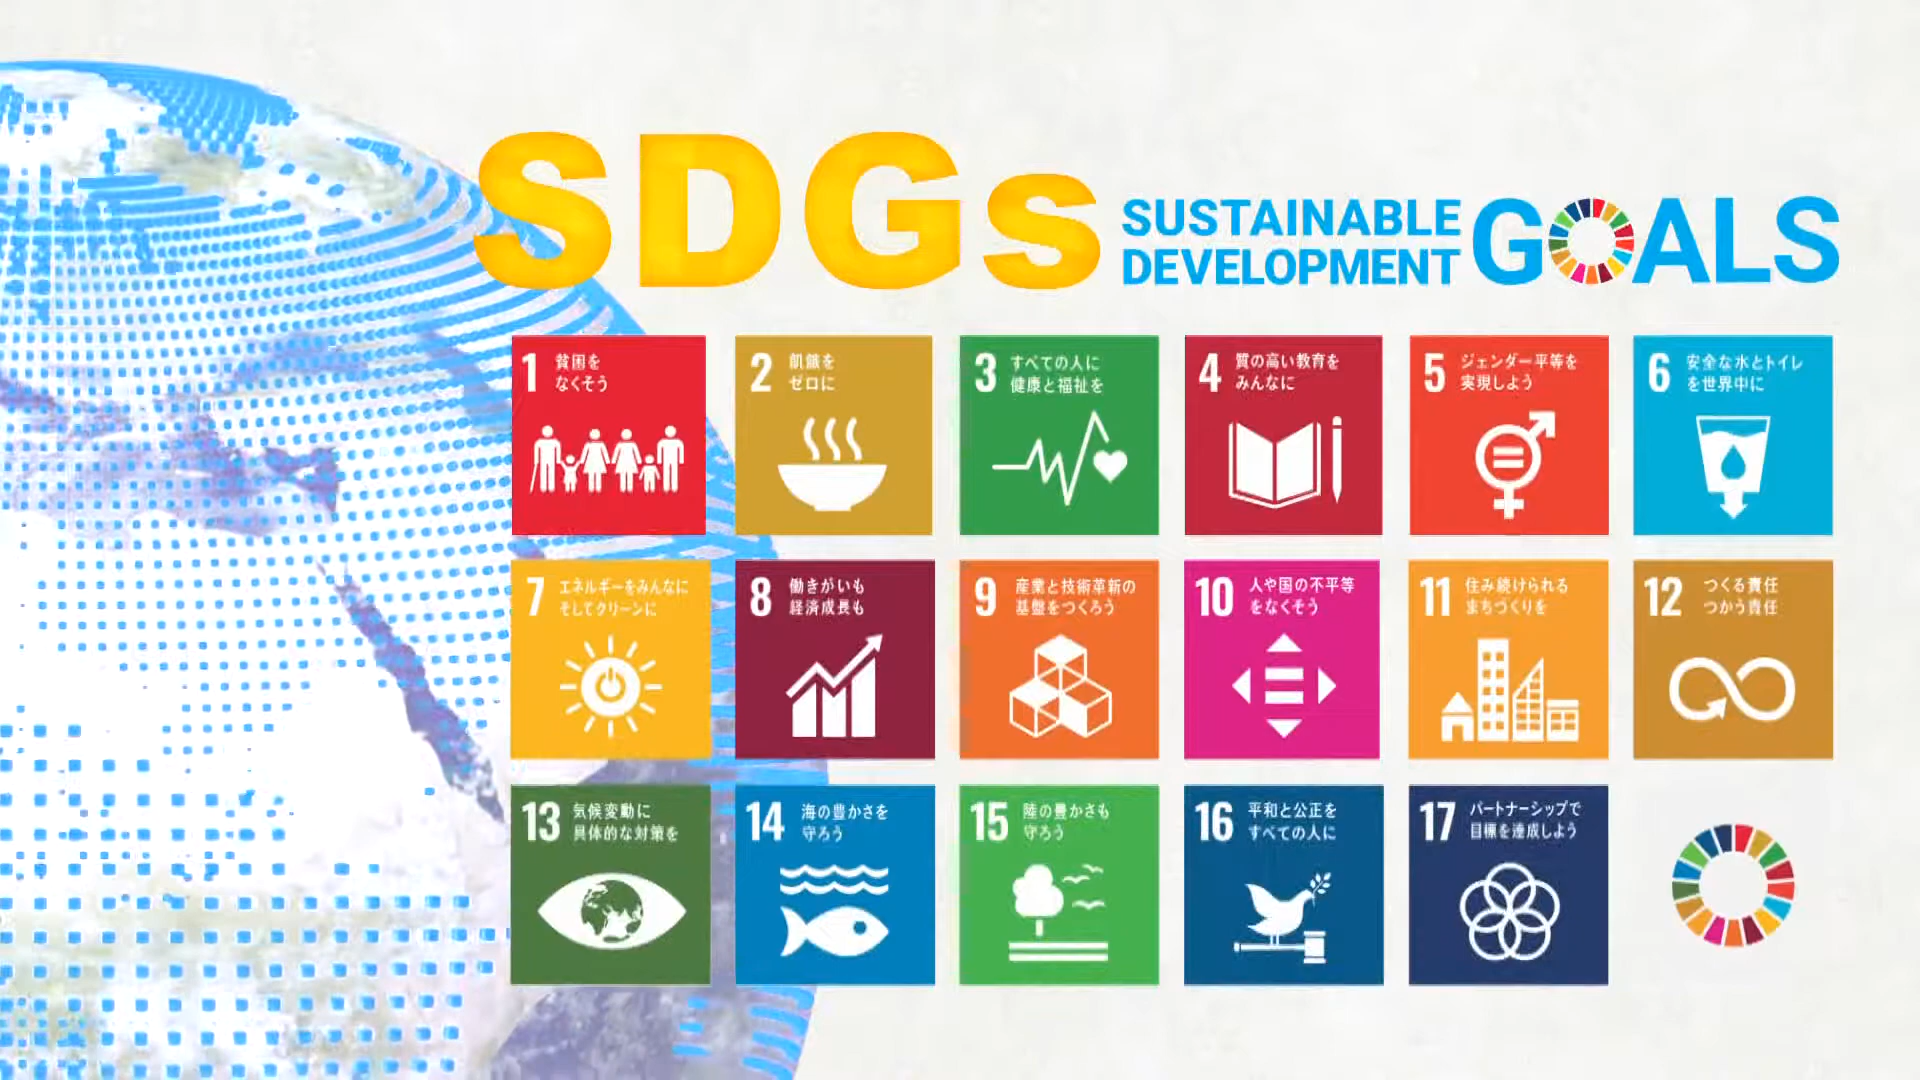 SDGs
SUSTAINABLE
DEVELOPMENT
GOALS
1 貧困を
なくそう
2 飢餓を
ゼロに
3 すべての人に
健康と福祉を
4 質の高い教育を
みんなに
5 ジェンダー平等を
実現しよう
6 安全な水とトイレ
を世界中に
7 エネルギーをみんなに
そしてクリーンに
8 働きがいも
経済成長も
9 産業と技術革新の
基盤をつくろう
10 人や国の不平等
をなくそう
11 住み続けられる
まちづくりを
12 つくる責任
つかう責任
13 気候変動に
具体的な対策を
14 海の豊かさを
守ろう
15 陸の豊かさも
守ろう
16 平和と公正を
すべての人に
17 パートナーシップで
目標を達成しよう